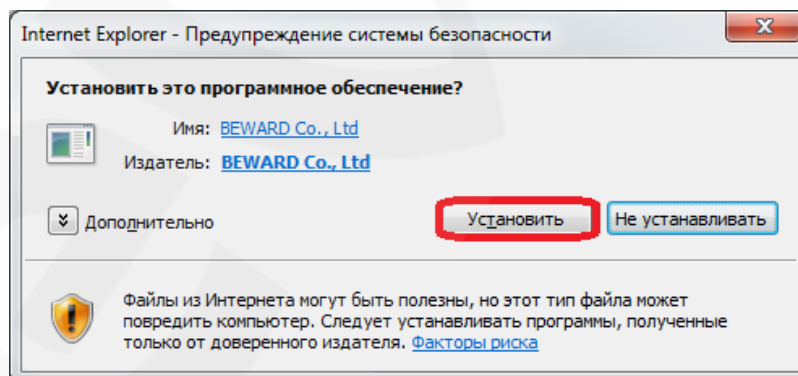 Internet Explorer - Предупреждение системы безопасности
Установить это программное обеспечение?
Имя: BEWARD Co., Ltd
Издатель: BEWARD Co., Ltd
Дополнительно
Установить
Не устанавливать
Файлы из Интернета могут быть полезны, но этот тип файла может
повредить компьютер. Следует устанавливать программы, полученные
только от доверенного издателя. Факторы риска